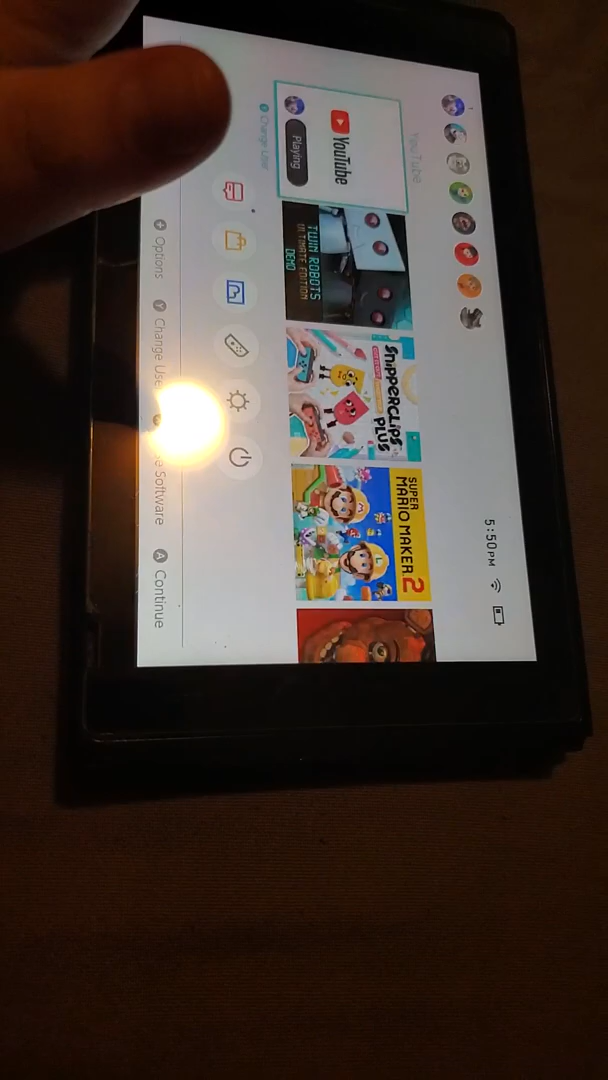 5:50PM
YouTube
YouTube
Playing
TWIN ROBOTS
ULTIMATE EDITION
DEMO
SNIPPERCLIPS
PLUS
SUPER
MARIO MAKER 2
Change User
+ Options
Y Change Use
e Software
A Continue